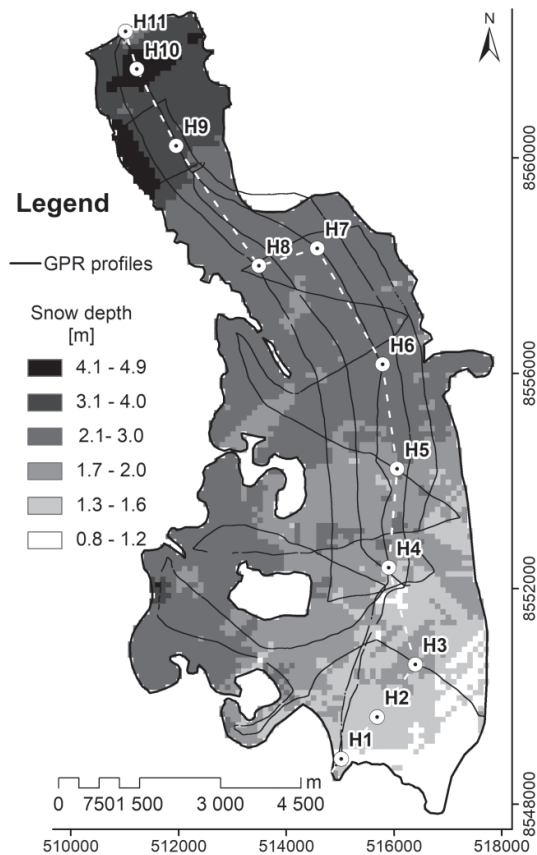 N
H11
H10
H9
8560000
Legend
GPR profiles
H7
H8
Snow depth
[m]
4.1 - 4.9
3.1 - 4.0
2.1- 3.0
1.7 - 2.0
1.3 - 1.6
0.8 - 1.2
H6
8556000
H5
H4
8552000
H3
H2
H1
m
0 750 1 500 3 000 4 500
8548000
510000 512000 514000 516000 518000